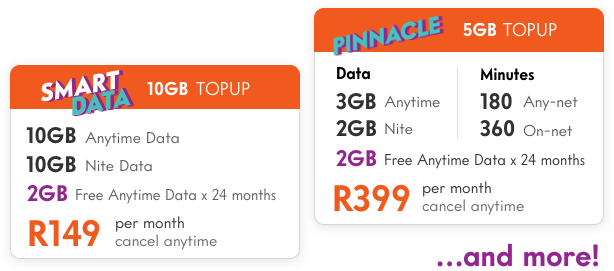 SMART DATA 10GB TOPUP
10GB Anytime Data
10GB Nite Data
2GB Free Anytime Data x 24 months
R149 per month
cancel anytime
PINNACLE 5GB TOPUP
Data Minutes
3GB Anytime 180 Any-net
2GB Nite 360 On-net
2GB Free Anytime Data x 24 months
R399 per month
cancel anytime
...and more!